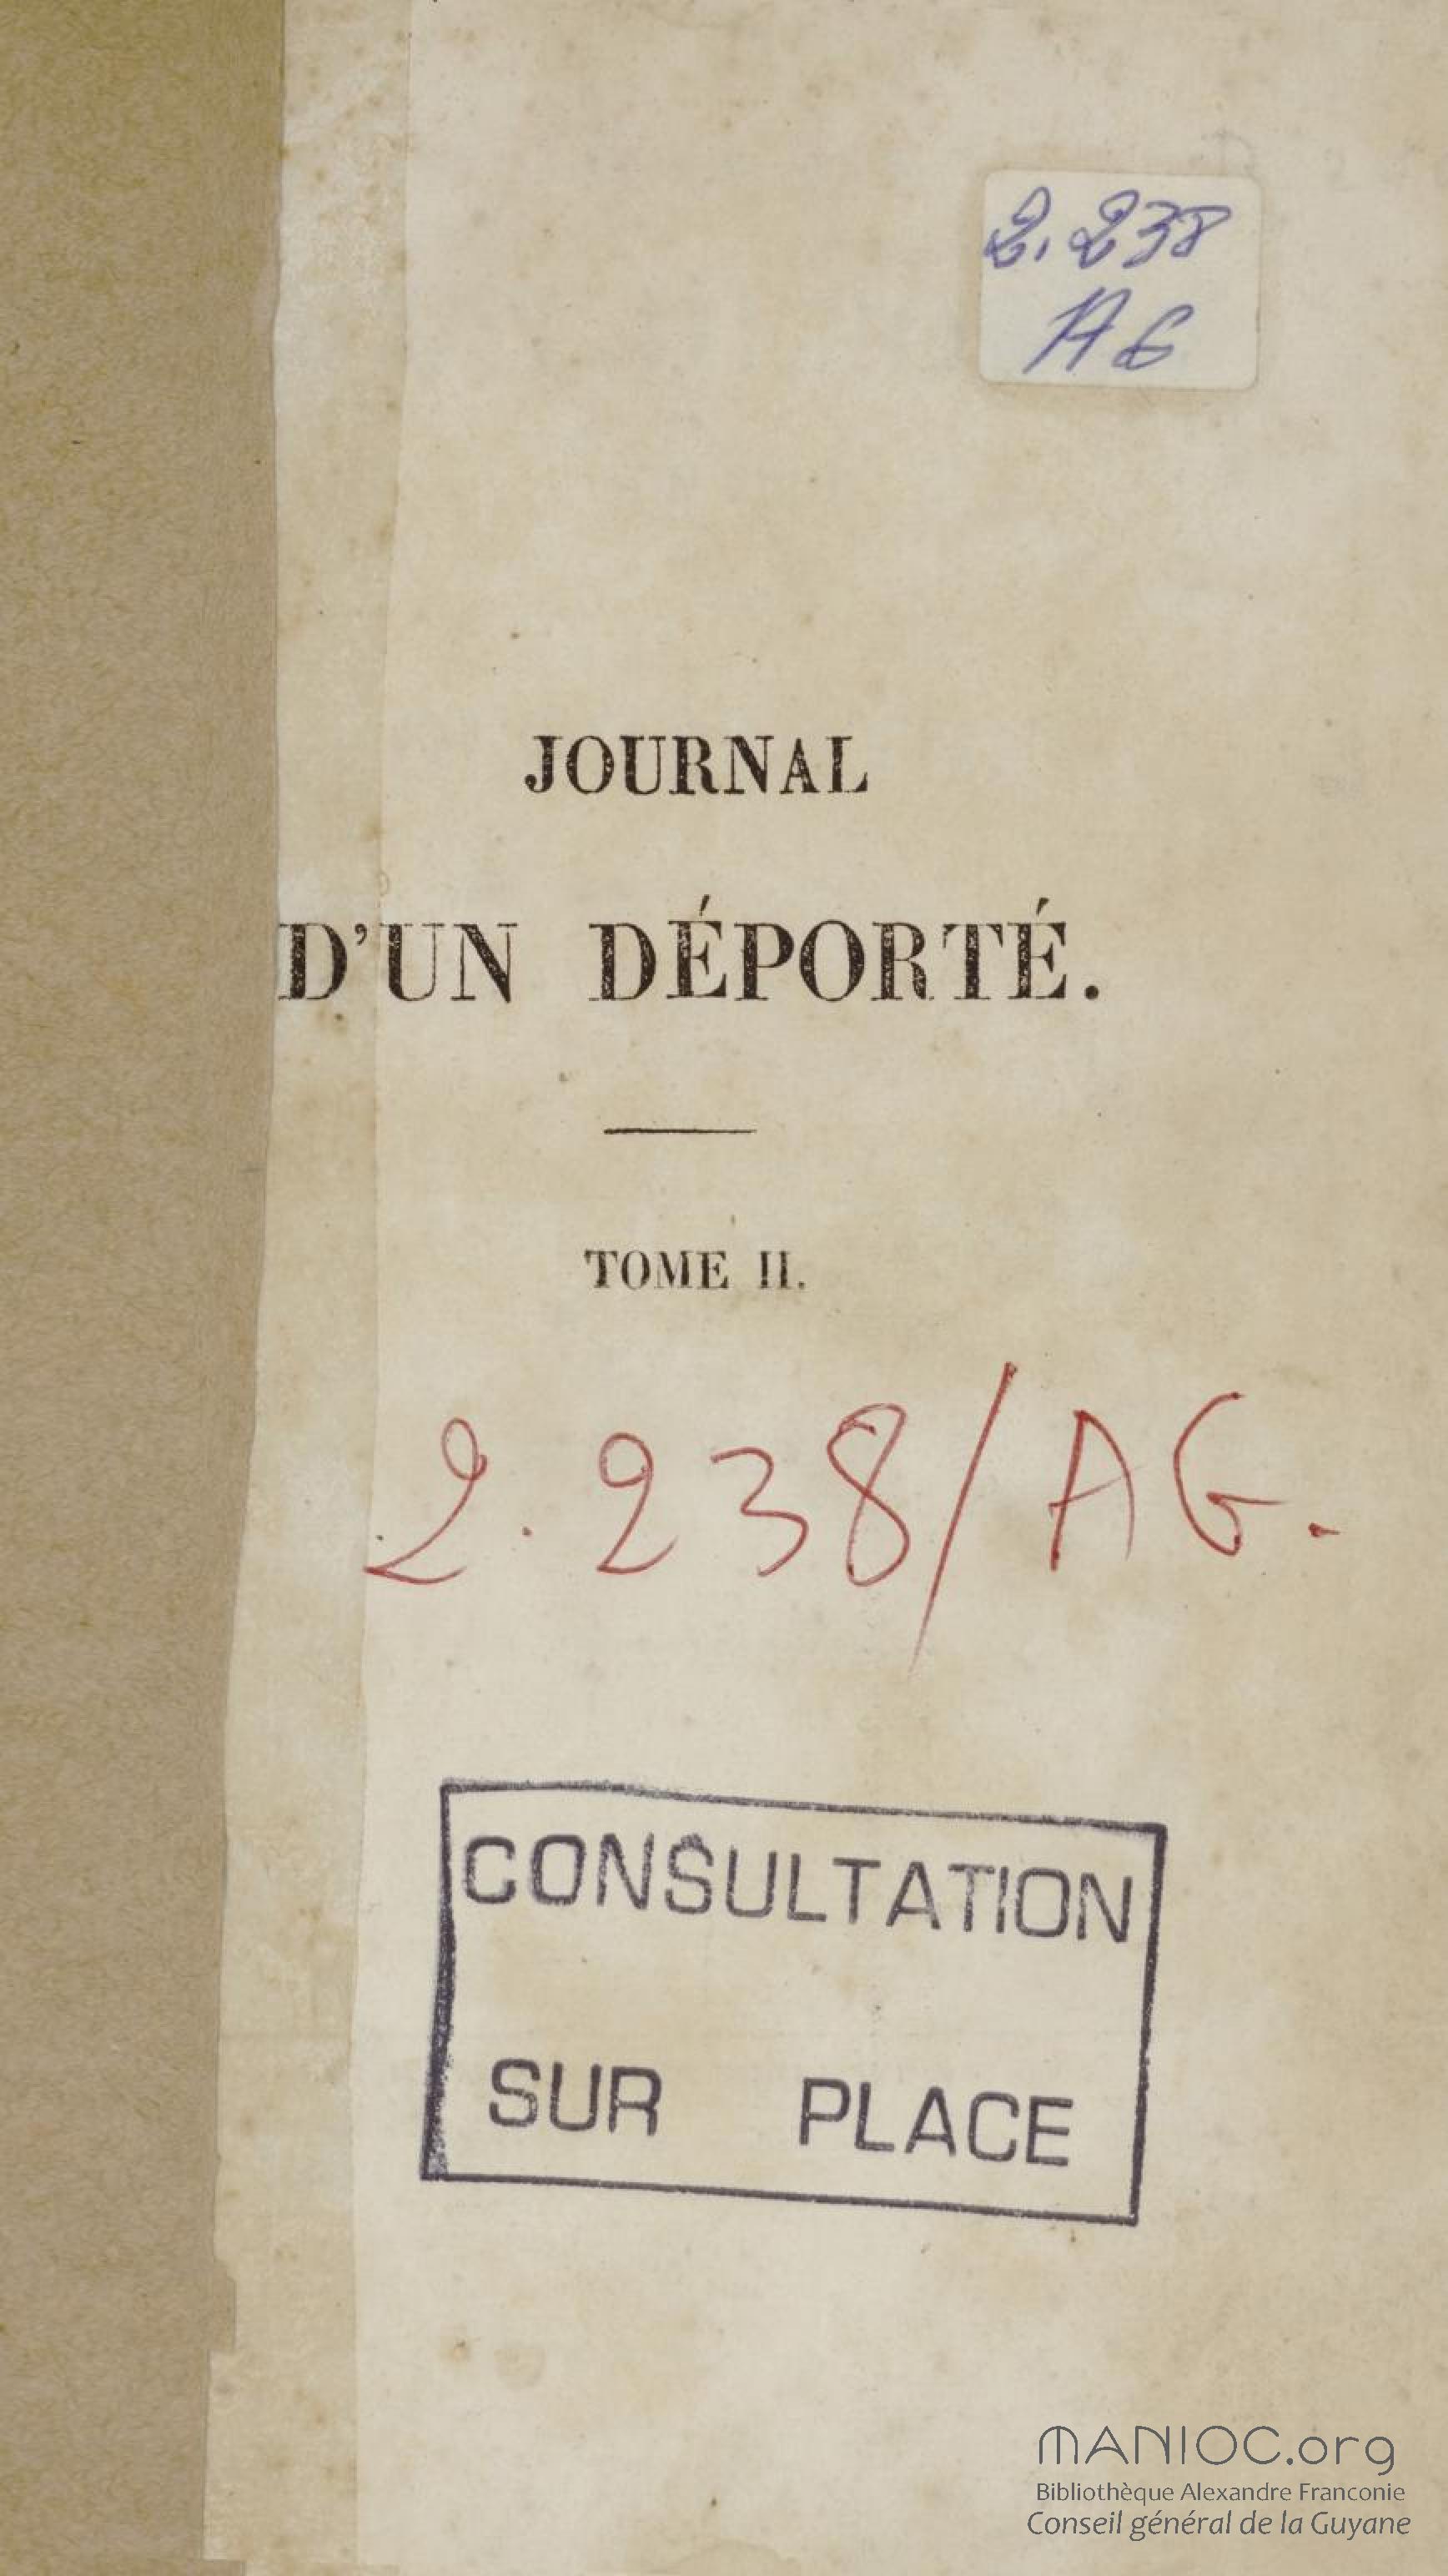 2.238
AG
JOURNAL
D'UN DÉPORTÉ.
TOME II.
2.238/AG.
CONSULTATION
SUR PLACE
MANIOC.org
Bibliothèque Alexandre Franconie
Conseil général de la Guyane